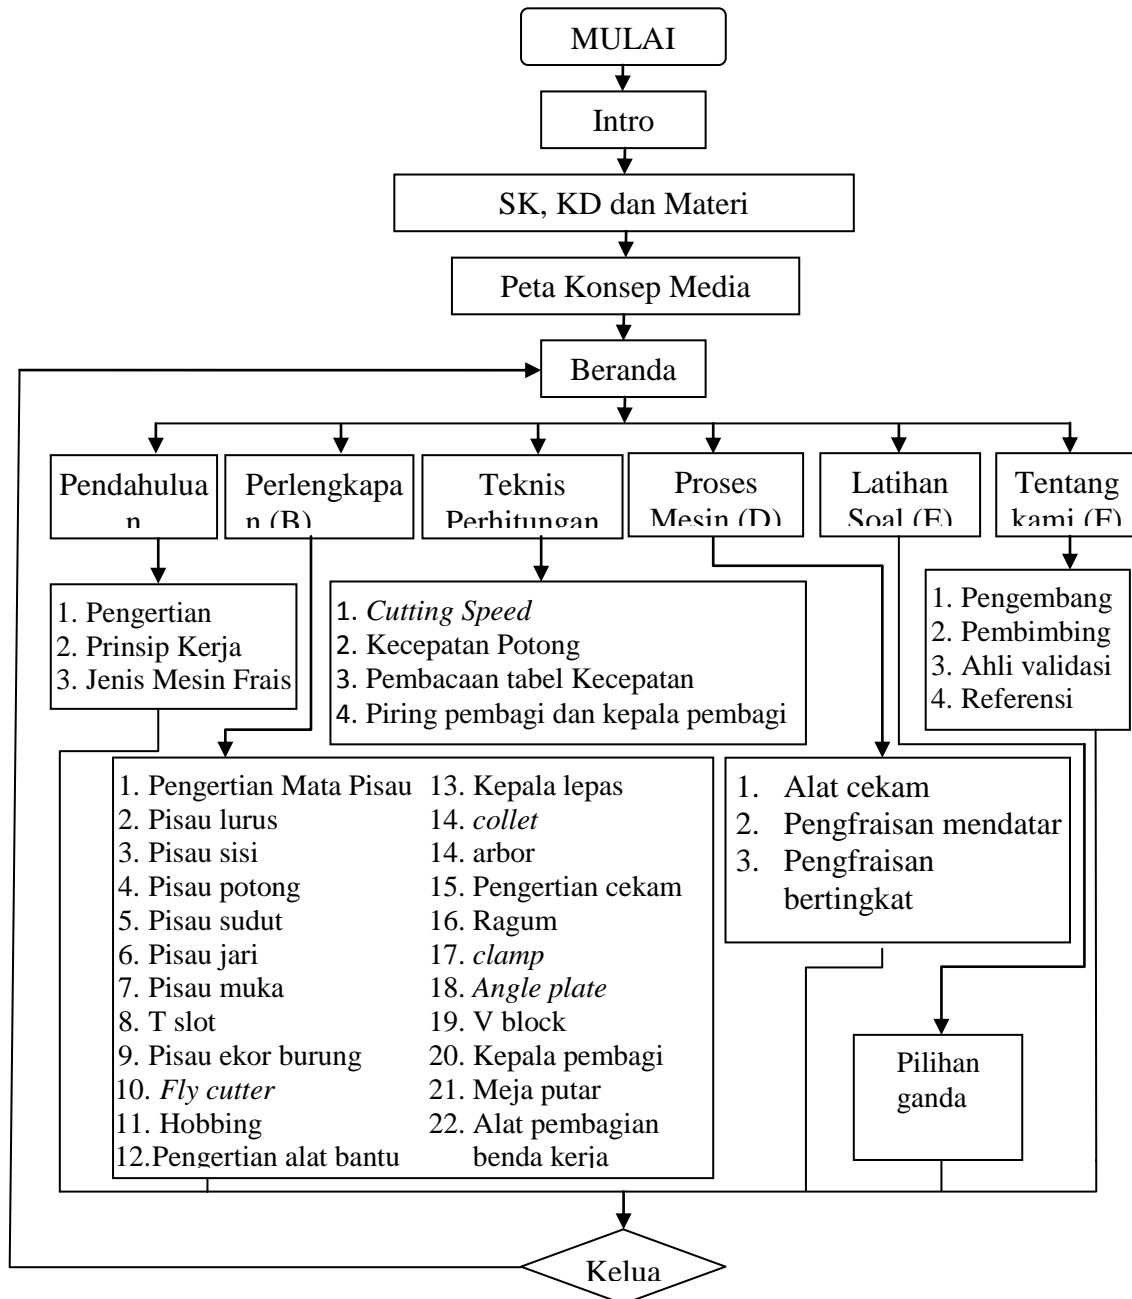 MULAI
Intro
SK, KD dan Materi
Peta Konsep Media
Beranda
Pendahulua
n
Perlengkapa
n (B)
Teknis
Perhitungan
Proses
Mesin (D)
Latihan
Soal (E)
Tentang
kami (F)
1. Pengertian
2. Prinsip Kerja
3. Jenis Mesin Frais
1. Cutting Speed
2. Kecepatan Potong
3. Pembacaan tabel Kecepatan
4. Piring pembagi dan kepala pembagi
1. Pengembang
2. Pembimbing
3. Ahli validasi
4. Referensi
1. Pengertian Mata Pisau
2. Pisau lurus
3. Pisau sisi
4. Pisau potong
5. Pisau sudut
6. Pisau jari
7. Pisau muka
8. T slot
9. Pisau ekor burung
10. Fly cutter
11. Hobbing
12.Pengertian alat bantu
13. Kepala lepas
14. collet
14. arbor
15. Pengertian cekam
16. Ragum
17. clamp
18. Angle plate
19. V block
20. Kepala pembagi
21. Meja putar
22. Alat pembagian
benda kerja
1. Alat cekam
2. Pengfraisan mendatar
3. Pengfraisan
bertingkat
Pilihan
ganda
Kelua